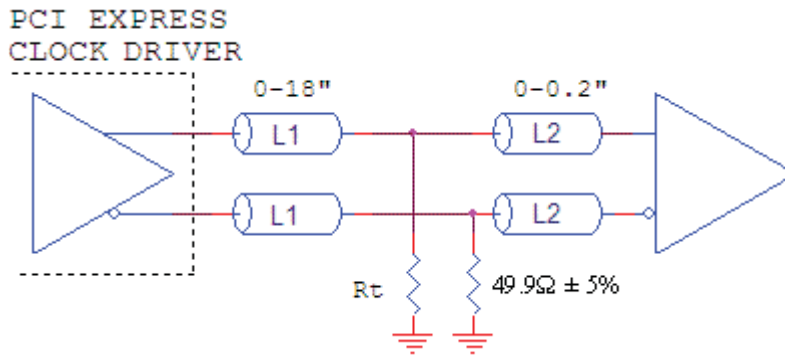 PCI EXPRESS
CLOCK DRIVER
0-18"
0-0.2"
L1
L2
L1
L2
Rt
49.9Ω ± 5%